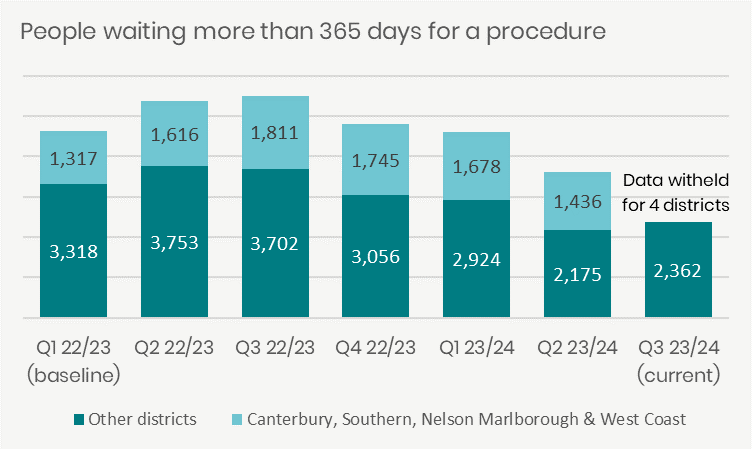 People waiting more than 365 days for a procedure
1,317
1,616
1,811
1,745
1,678
1,436
Data witheld
for 4 districts
3,318
3,753
3,702
3,056
2,924
2,175
2,362
Q1 22/23
(baseline)
Q2 22/23
Q3 22/23
Q4 22/23
Q1 23/24
Q2 23/24
Q3 23/24
(current)
Other districts
Canterbury, Southern, Nelson Marlborough & West Coast